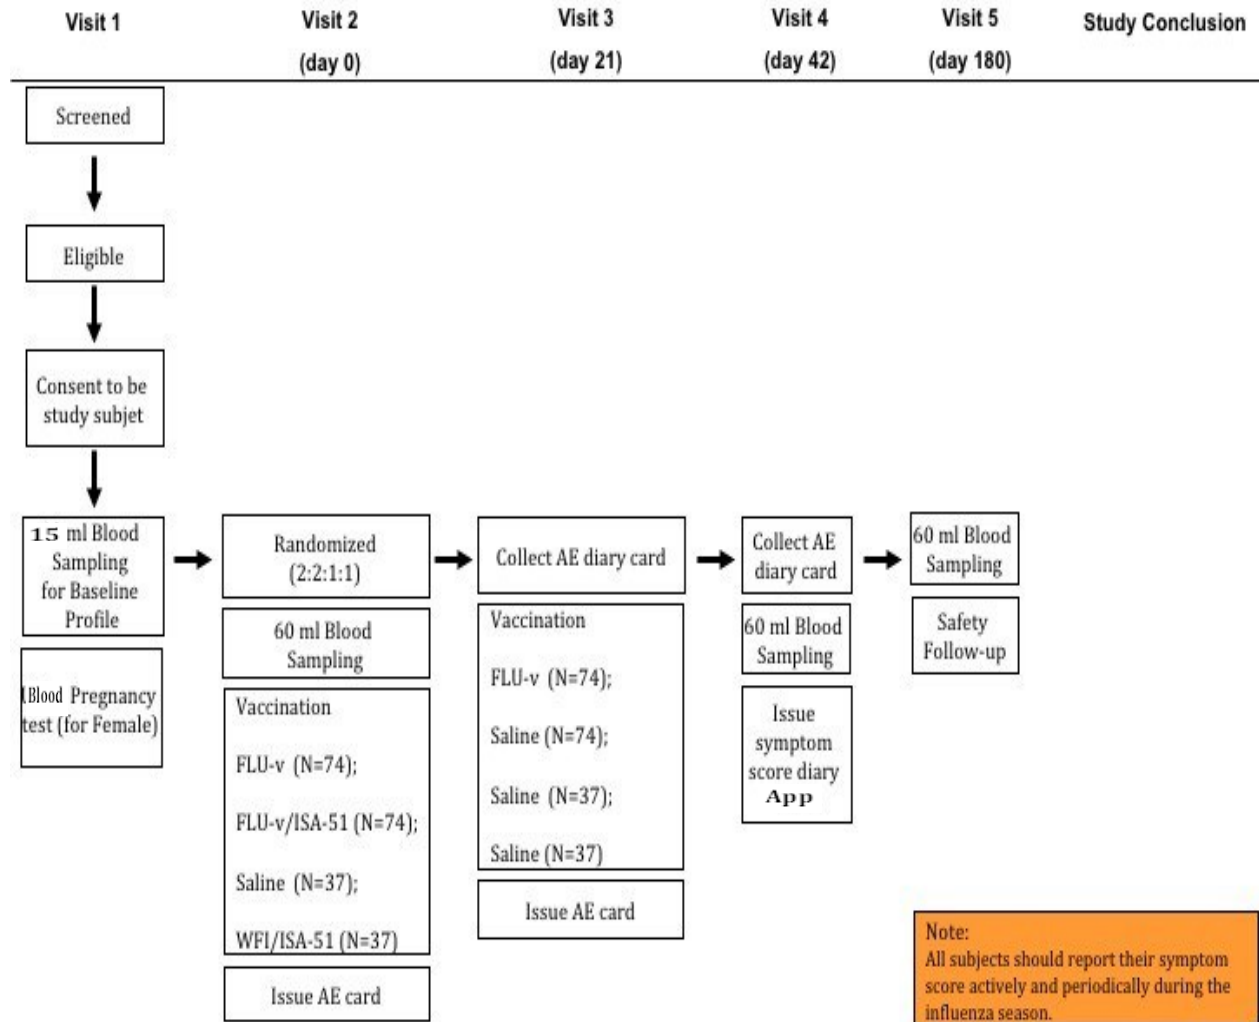 Visit 1
Visit 2
(day 0)
Visit 3
(day 21)
Visit 4
(day 42)
Visit 5
(day 180)
Study Conclusion
Screened
Eligible
Consent to be
study subjet
15 ml Blood
Sampling
for Baseline
Profile
(Blood Pregnancy
test (for Female)
Randomized
(2:2:1:1)
60 ml Blood
Sampling
Vaccination
FLU-v (N=74);
FLU-v/ISA-51 (N=74);
Saline (N=37);
WFI/ISA-51 (N=37)
Issue AE card
Collect AE diary card
Vaccination
FLU-v (N=74);
Saline (N=74);
Saline (N=37);
Saline (N=37)
Issue AE card
Collect AE
diary card
60 ml Blood
Sampling
Issue
symptom
score diary
App
60 ml Blood
Sampling
Safety
Follow-up
Note:
All subjects should report their symptom
score actively and periodically during the
influenza season.